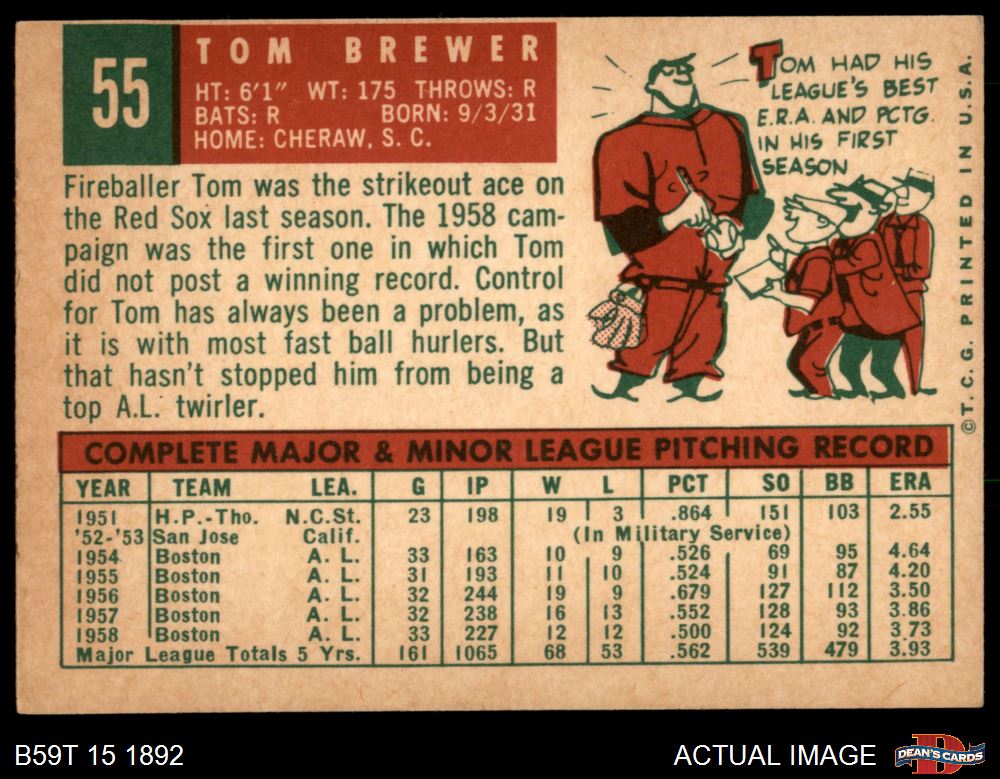 55
TOM BREWER
HT: 6'1" WT: 175 THROWS: R
BATS: R BORN: 9/3/31
HOME: CHERAW, S. C.
TOM HAD HIS
LEAGUE'S BEST
E.R.A. AND PCTG.
IN HIS FIRST
SEASON
Fireballer Tom was the strikeout ace on
the Red Sox last season. The 1958 cam-
paign was the first one in which Tom
did not post a winning record. Control
for Tom has always been a problem, as
it is with most fast ball hurlers. But
that hasn't stopped him from being a
top A.L. twirler.
©T. C. G. PRINTED IN U.S.A.
COMPLETE MAJOR & MINOR LEAGUE PITCHING RECORD
YEAR TEAM LEA. G IP W L PCT SO BB ERA
1951 H.P.-Tho. N.C.St. 23 198 19 3 .864 151 103 2.55
'52-'53 San Jose Calif. (In Military Service)
1954 Boston A. L. 33 163 10 9 .526 69 95 4.64
1955 Boston A. L. 31 193 11 10 .524 91 87 4.20
1956 Boston A. L. 32 244 19 9 .679 127 112 3.50
1957 Boston A. L. 32 238 16 13 .552 128 93 3.86
1958 Boston A. L. 33 227 12 12 .500 124 92 3.73
Major League Totals 5 Yrs. 161 1065 68 53 .562 539 479 3.93
B59T 15 1892
ACTUAL IMAGE
DEAN'S CARDS